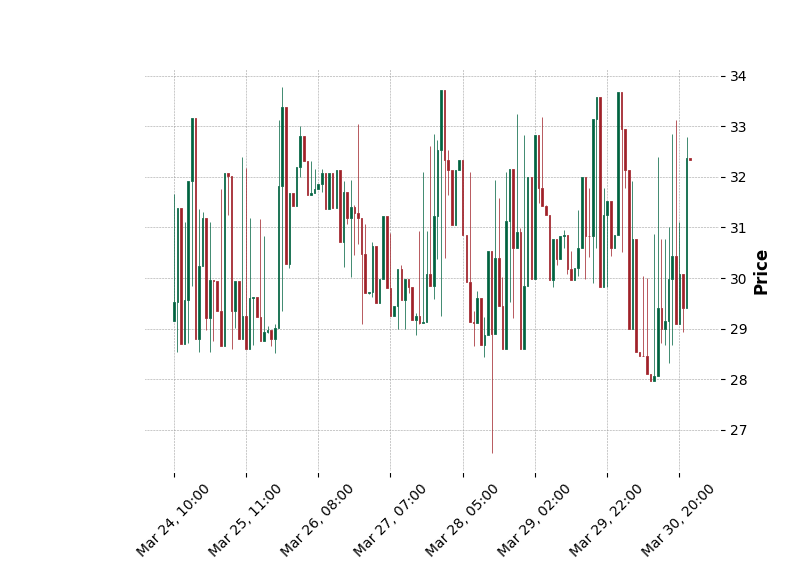 34
33
32
31
30
29
28
27
Price
Mar 24, 10:00
Mar 25, 11:00
Mar 26, 08:00
Mar 27, 07:00
Mar 28, 05:00
Mar 29, 02:00
Mar 29, 22:00
Mar 30, 20:00